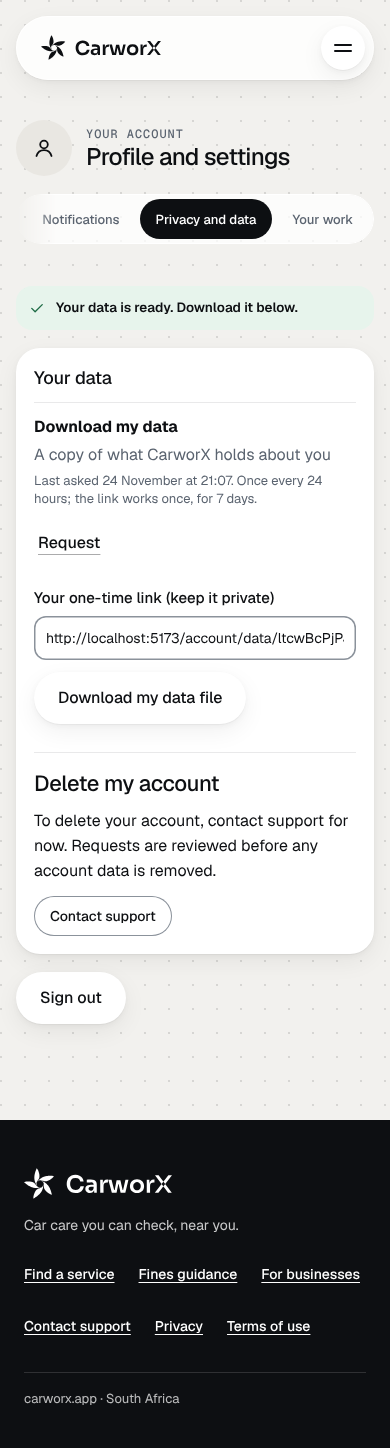 CarworX
YOUR ACCOUNT
Profile and settings
Notifications
Privacy and data
Your work
Your data is ready. Download it below.
Your data
Download my data
A copy of what CarworX holds about you
Last asked 24 November at 21:07. Once every 24
hours; the link works once, for 7 days.
Request
Your one-time link (keep it private)
http://localhost:5173/account/data/ltcwBcPjP
Download my data file
Delete my account
To delete your account, contact support for
now. Requests are reviewed before any
account data is removed.
Contact support
Sign out
CarworX
Car care you can check, near you.
Find a service
Fines guidance
For businesses
Contact support
Privacy
Terms of use
carworx.app · South Africa